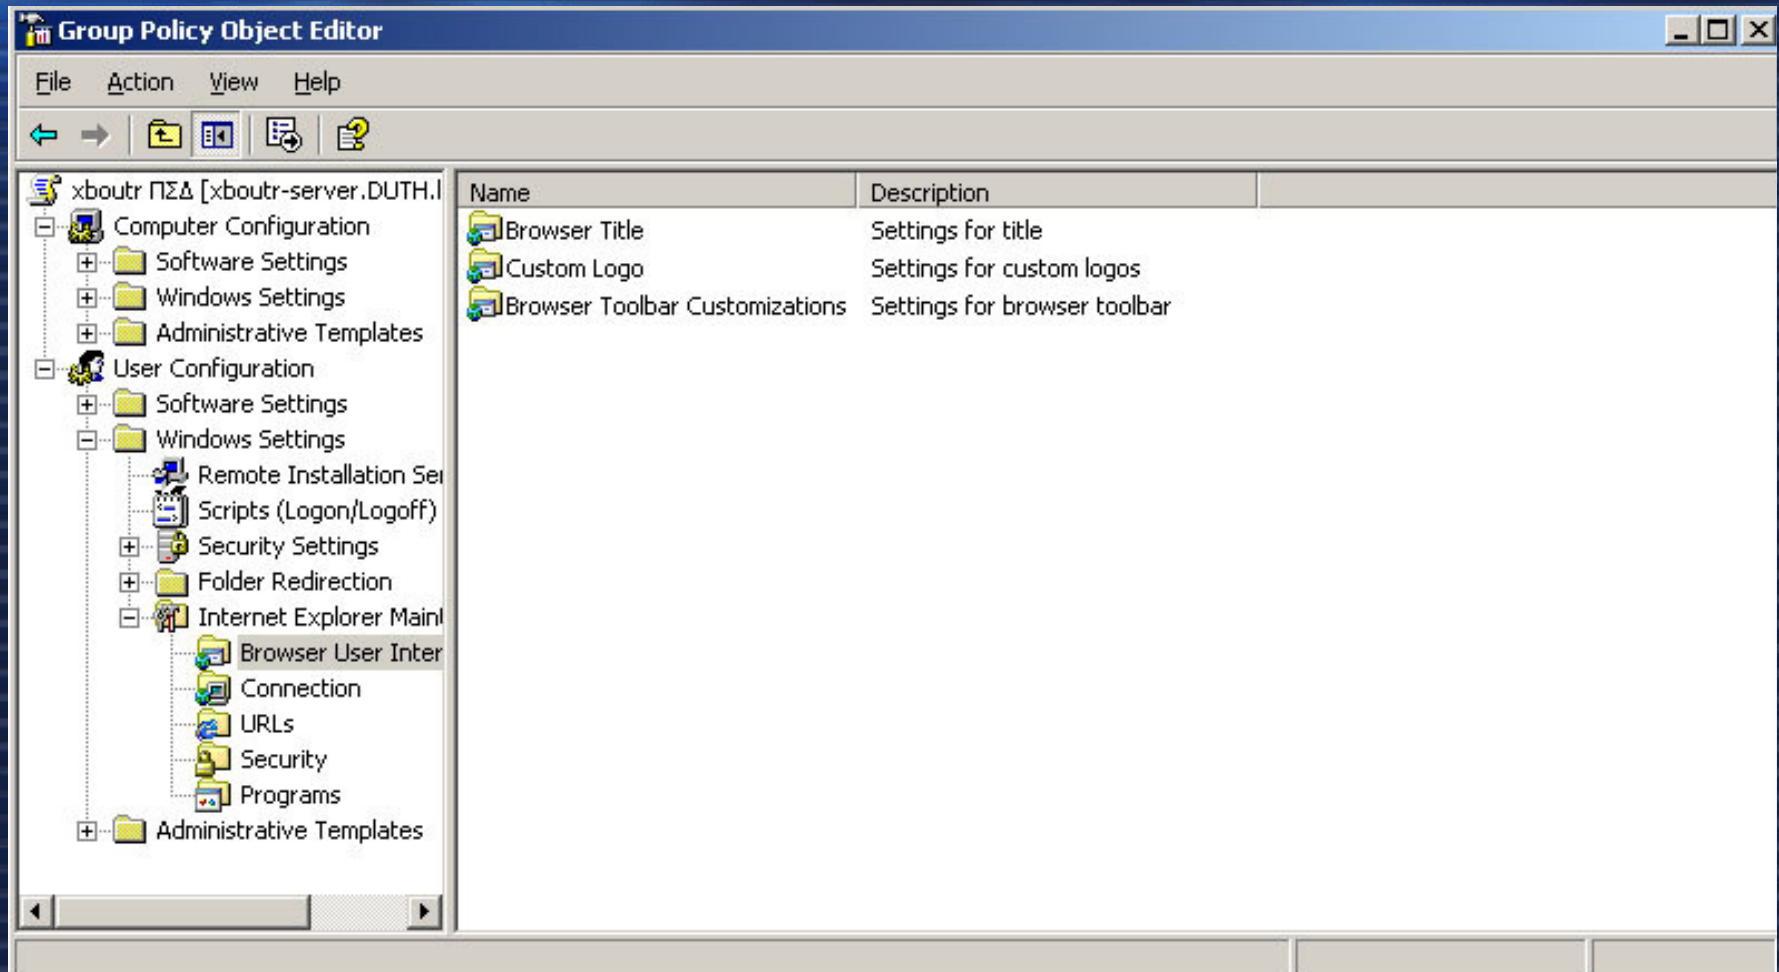 Group Policy Object Editor
File Action View Help
xboutr ΠΣΔ [xboutr-server.DUTH.l
Computer Configuration
Software Settings
Windows Settings
Administrative Templates
User Configuration
Software Settings
Windows Settings
Remote Installation Ser
Scripts (Logon/Logoff)
Security Settings
Folder Redirection
Internet Explorer Maint
Browser User Inter
Connection
URLs
Security
Programs
Administrative Templates
Name Description
Browser Title Settings for title
Custom Logo Settings for custom logos
Browser Toolbar Customizations Settings for browser toolbar